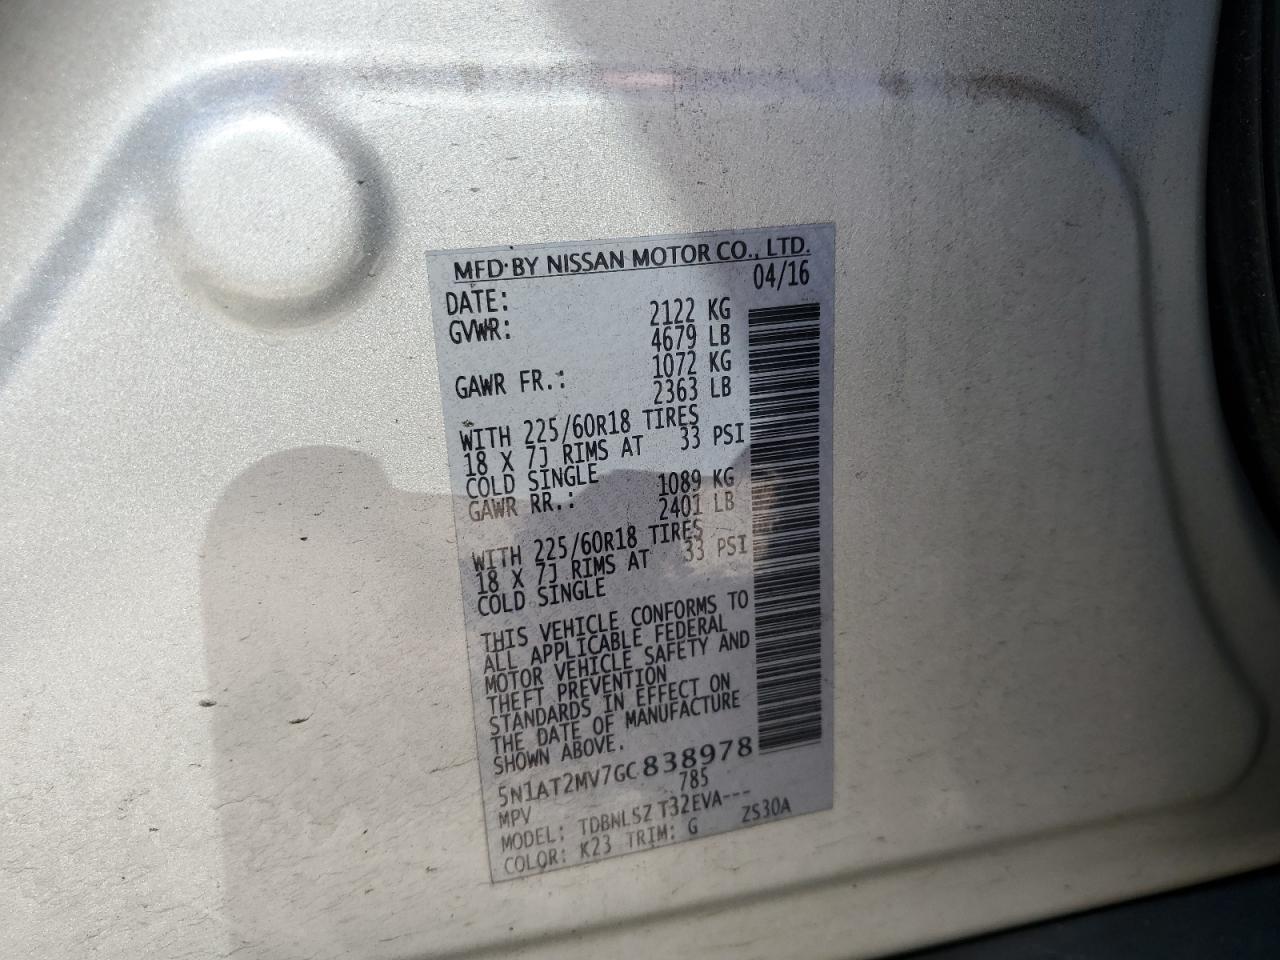 MFD. BY NISSAN MOTOR CO., LTD.
DATE: 04/16
GVWR: 2122 KG
4679 LB
GAWR FR.: 1072 KG
2363 LB
WITH 225/60R18 TIRES
18 X 7J RIMS AT 33 PSI
COLD SINGLE
GAWR RR.: 1089 KG
2401 LB
WITH 225/60R18 TIRES
18 X 7J RIMS AT 33 PSI
COLD SINGLE
THIS VEHICLE CONFORMS TO
ALL APPLICABLE FEDERAL
MOTOR VEHICLE SAFETY AND
THEFT PREVENTION
STANDARDS IN EFFECT ON
THE DATE OF MANUFACTURE
SHOWN ABOVE.
5N1AT2MV7GC838978
MPV 785
MODEL: TDBNLSZ T32EVA---
COLOR: K23 TRIM: G ZS30A